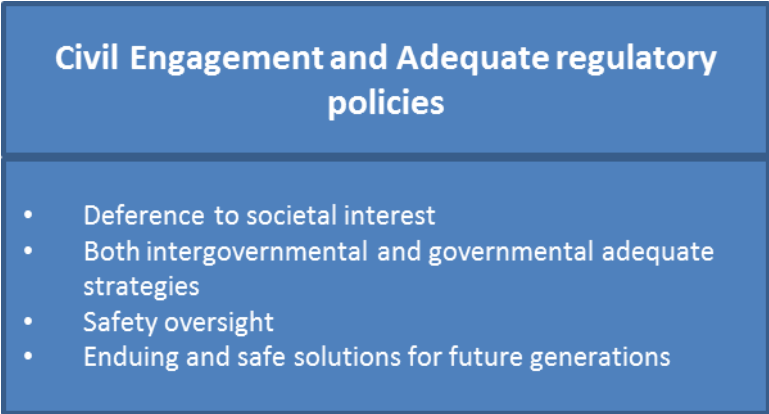 Civil Engagement and Adequate regulatory
policies
• Deference to societal interest
• Both intergovernmental and governmental adequate
strategies
• Safety oversight
• Enduing and safe solutions for future generations